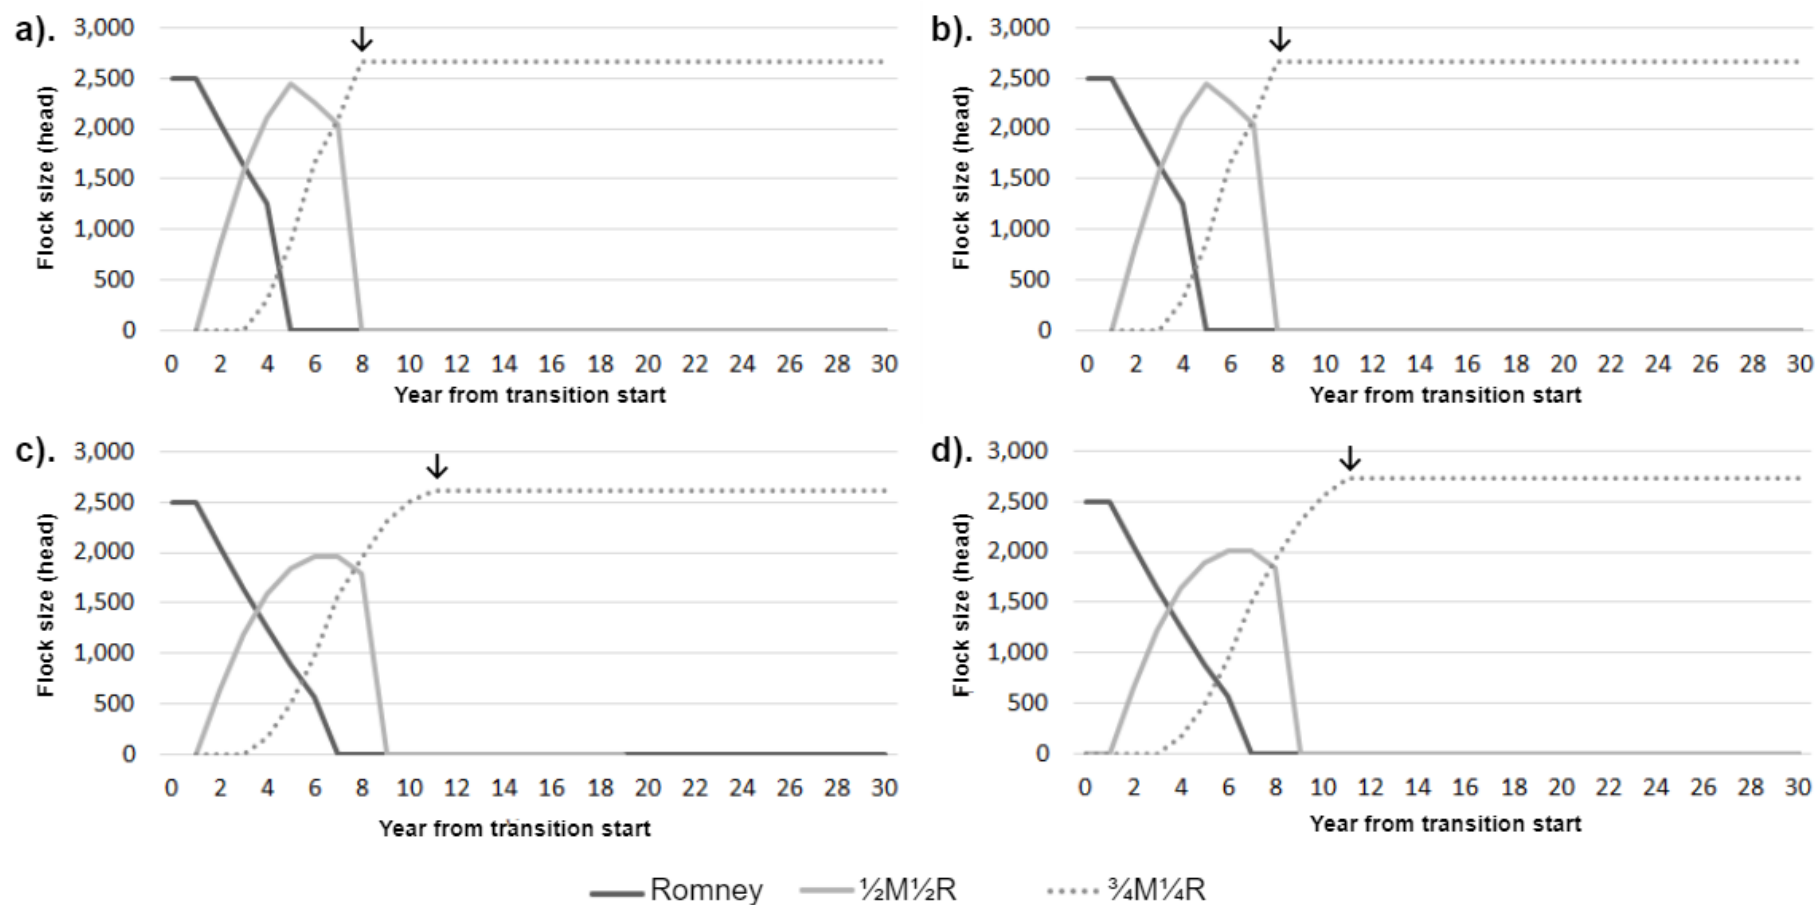 a).
3,000
2,500
2,000
1,500
1,000
500
0
Flock size (head)
0 2 4 6 8 10 12 14 16 18 20 22 24 26 28 30
Year from transition start
b).
3,000
2,500
2,000
1,500
1,000
500
0
Flock size (head)
0 2 4 6 8 10 12 14 16 18 20 22 24 26 28 30
Year from transition start
c).
3,000
2,500
2,000
1,500
1,000
500
0
Flock size (head)
0 2 4 6 8 10 12 14 16 18 20 22 24 26 28 30
Year from transition start
d).
3,000
2,500
2,000
1,500
1,000
500
0
Flock size (head)
0 2 4 6 8 10 12 14 16 18 20 22 24 26 28 30
Year from transition start
Romney ½M½R ¾M¼R